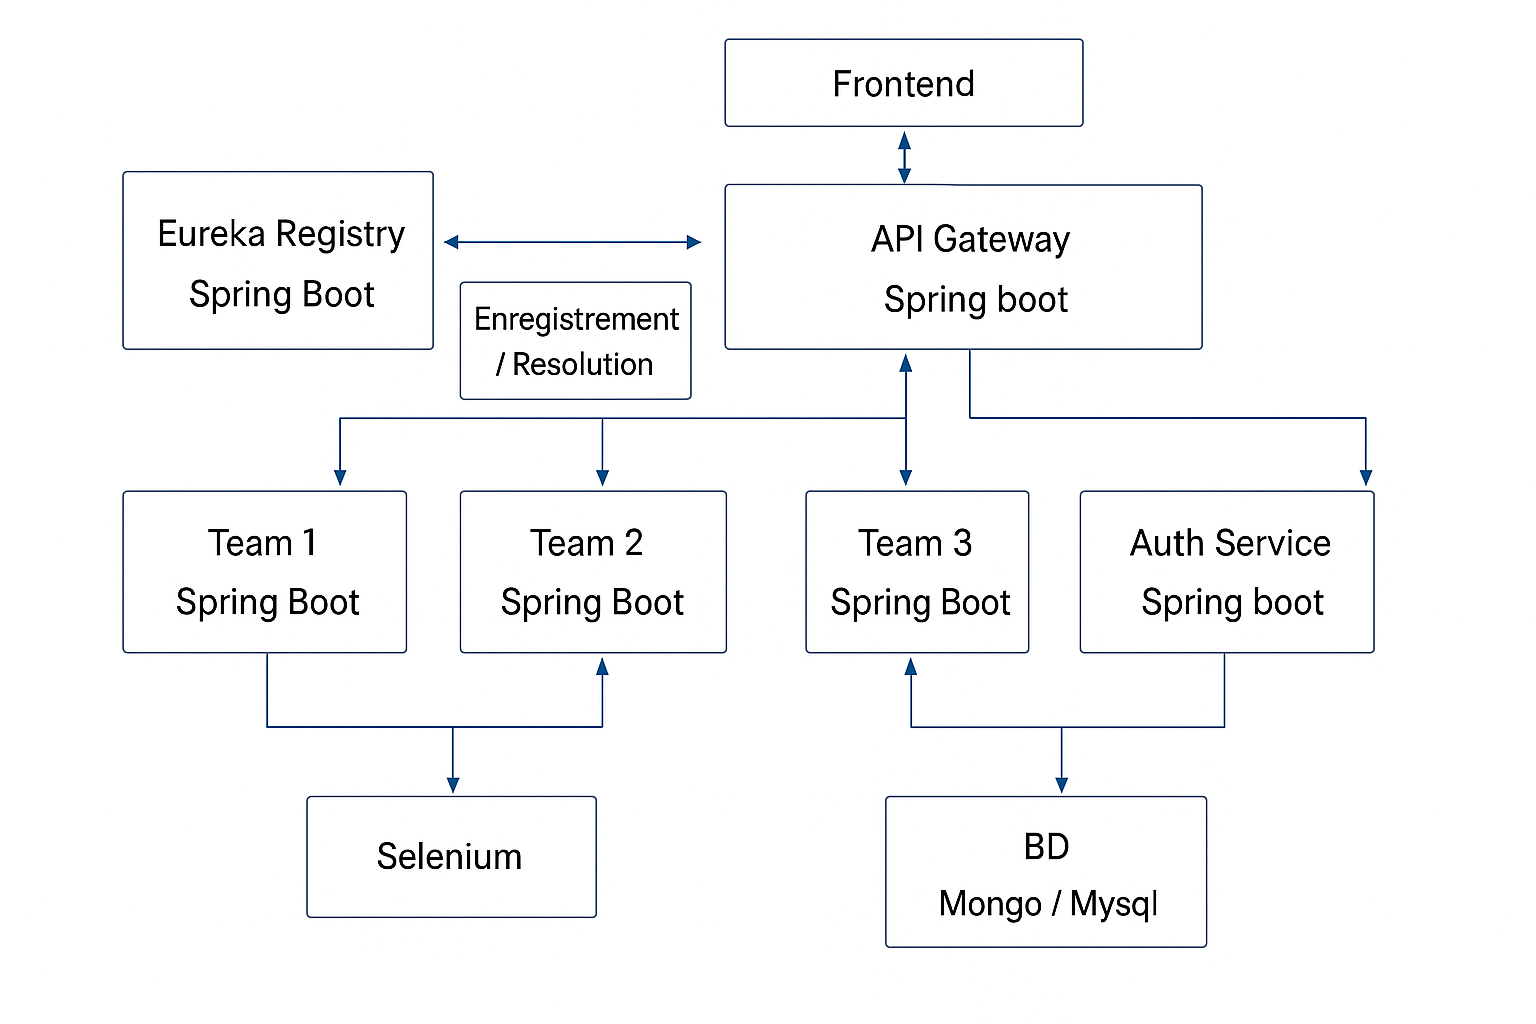 Frontend
Eureka Registry
Spring Boot
API Gateway
Spring boot
Enregistrement
/ Resolution
Team 1
Spring Boot
Team 2
Spring Boot
Team 3
Spring Boot
Auth Service
Spring boot
Selenium
BD
Mongo / Mysql